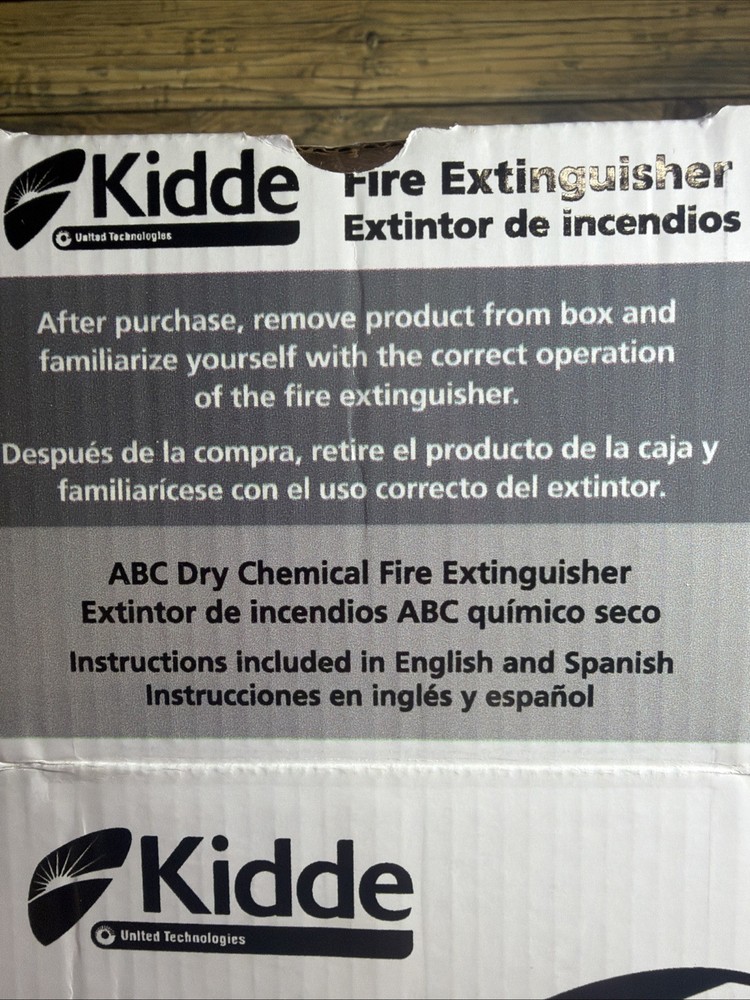 Kidde
United Technologies
Fire Extinguisher
Extintor de incendios
After purchase, remove product from box and
familiarize yourself with the correct operation
of the fire extinguisher.
Después de la compra, retire el producto de la caja y
familiarícese con el uso correcto del extintor.
ABC Dry Chemical Fire Extinguisher
Extintor de incendios ABC químico seco
Instructions included in English and Spanish
Instrucciones en inglés y español
Kidde
United Technologies